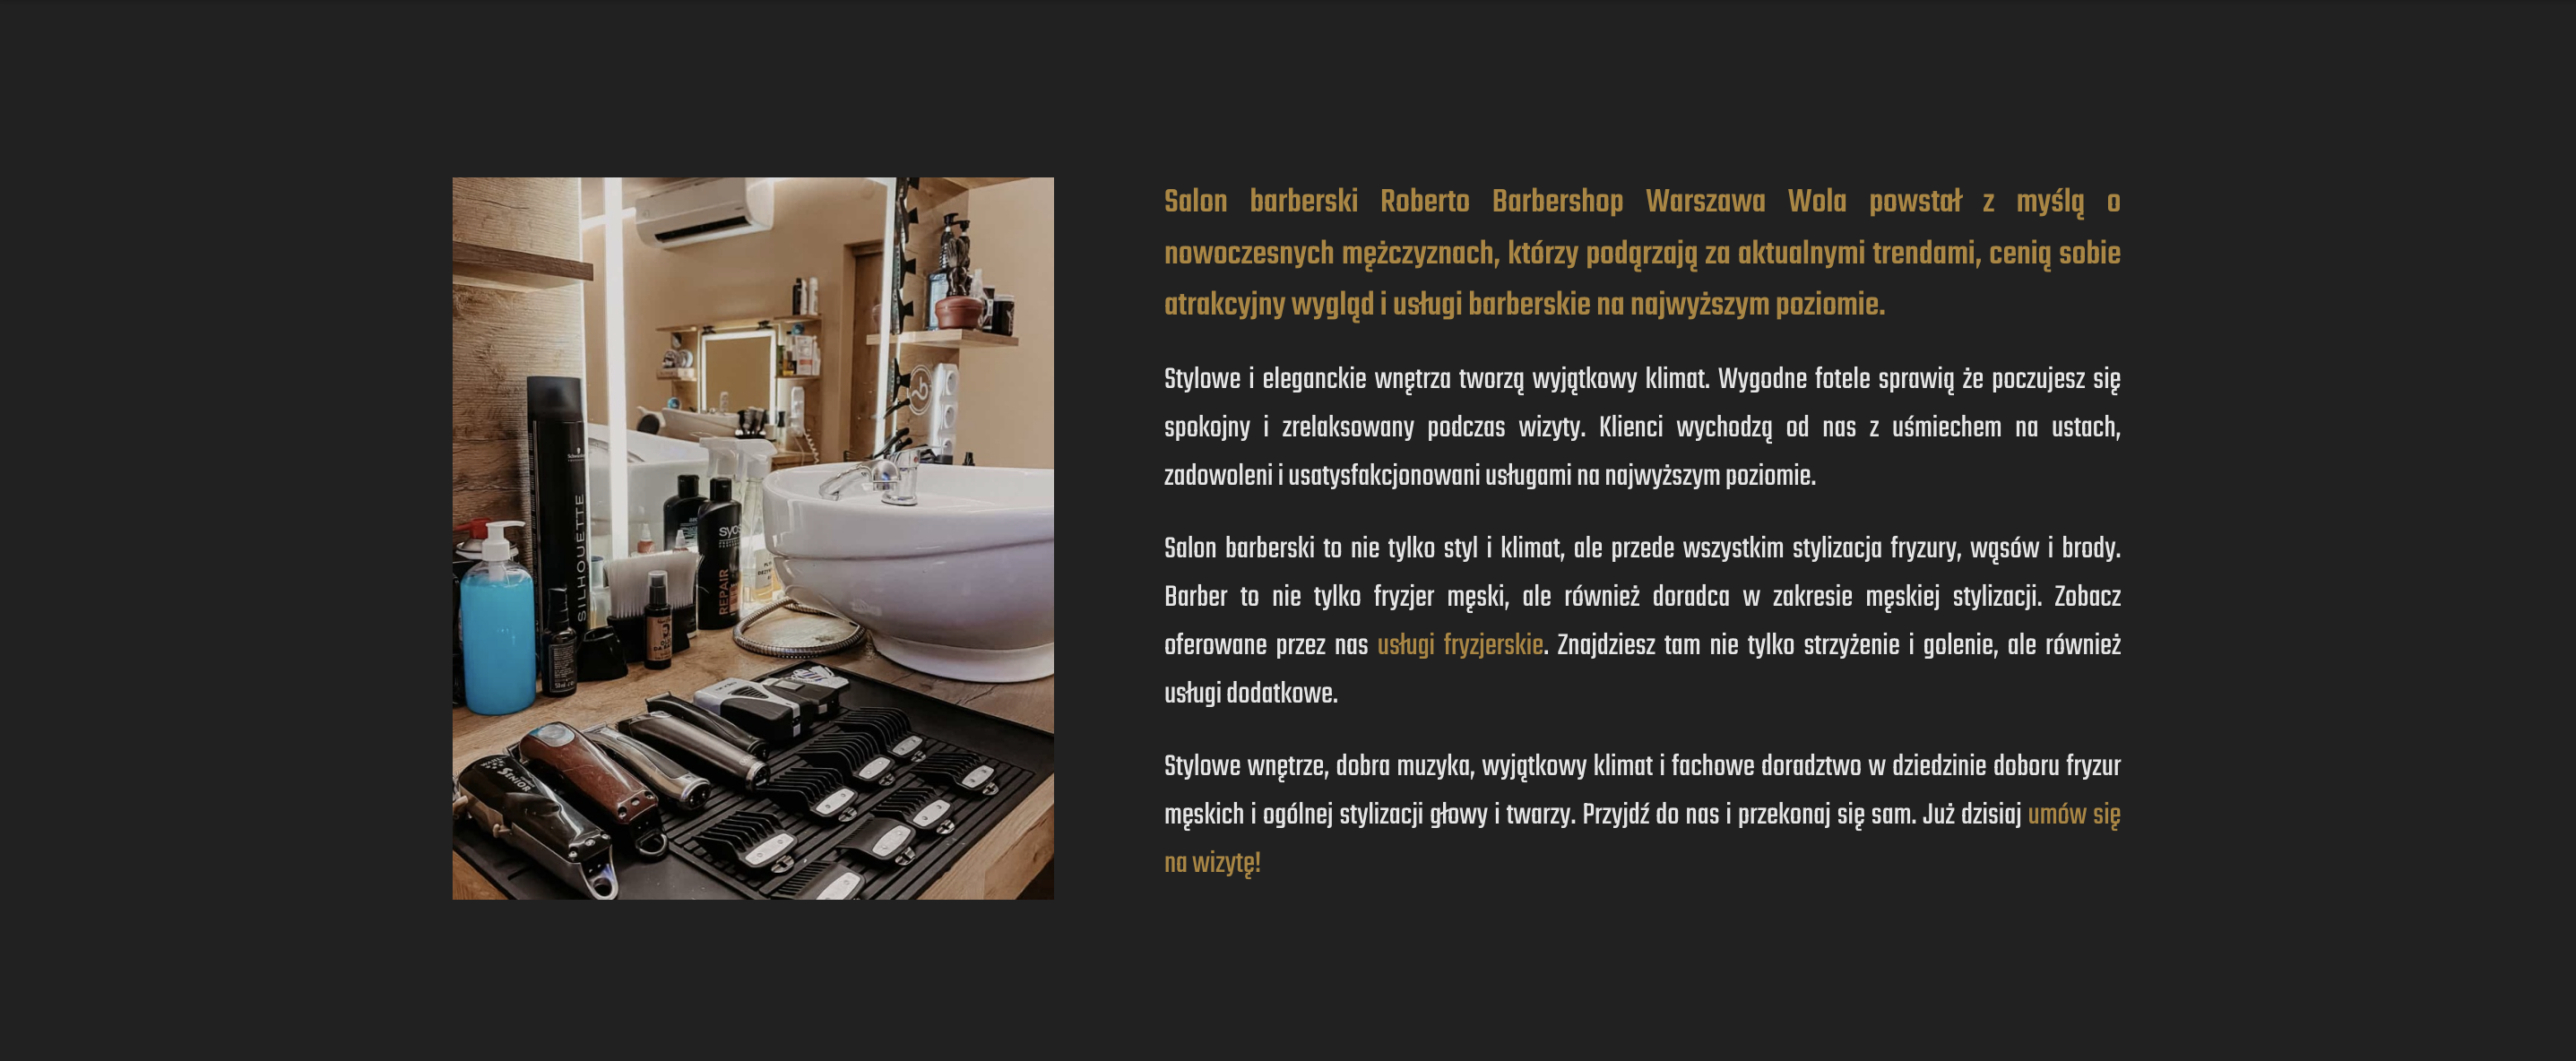 Salon barberski Roberto Barbershop Warszawa Wola powstał z myślą o
nowoczesnych mężczyznach, którzy podąrzają za aktualnymi trendami, cenią sobie
atrakcyjny wygląd i usługi barberskie na najwyższym poziomie.
Stylowe i eleganckie wnętrza tworzą wyjątkowy klimat. Wygodne fotele sprawią że poczujesz się
spokojny i zrelaksowany podczas wizyty. Klienci wychodzą od nas z uśmiechem na ustach,
zadowoleni i usatysfakcjonowani usługami na najwyższym poziomie.
Salon barberski to nie tylko styl i klimat, ale przede wszystkim stylizacja fryzury, wąsów i brody.
Barber to nie tylko fryzjer męski, ale również doradca w zakresie męskiej stylizacji. Zobacz
oferowane przez nas usługi fryzjerskie. Znajdziesz tam nie tylko strzyżenie i golenie, ale również
usługi dodatkowe.
Stylowe wnętrze, dobra muzyka, wyjątkowy klimat i fachowe doradztwo w dziedzinie doboru fryzur
męskich i ogólnej stylizacji głowy i twarzy. Przyjdź do nas i przekonaj się sam. Już dzisiaj umów się
na wizytę!
SILHOUETTE
syos
REPAIR
SENIOR